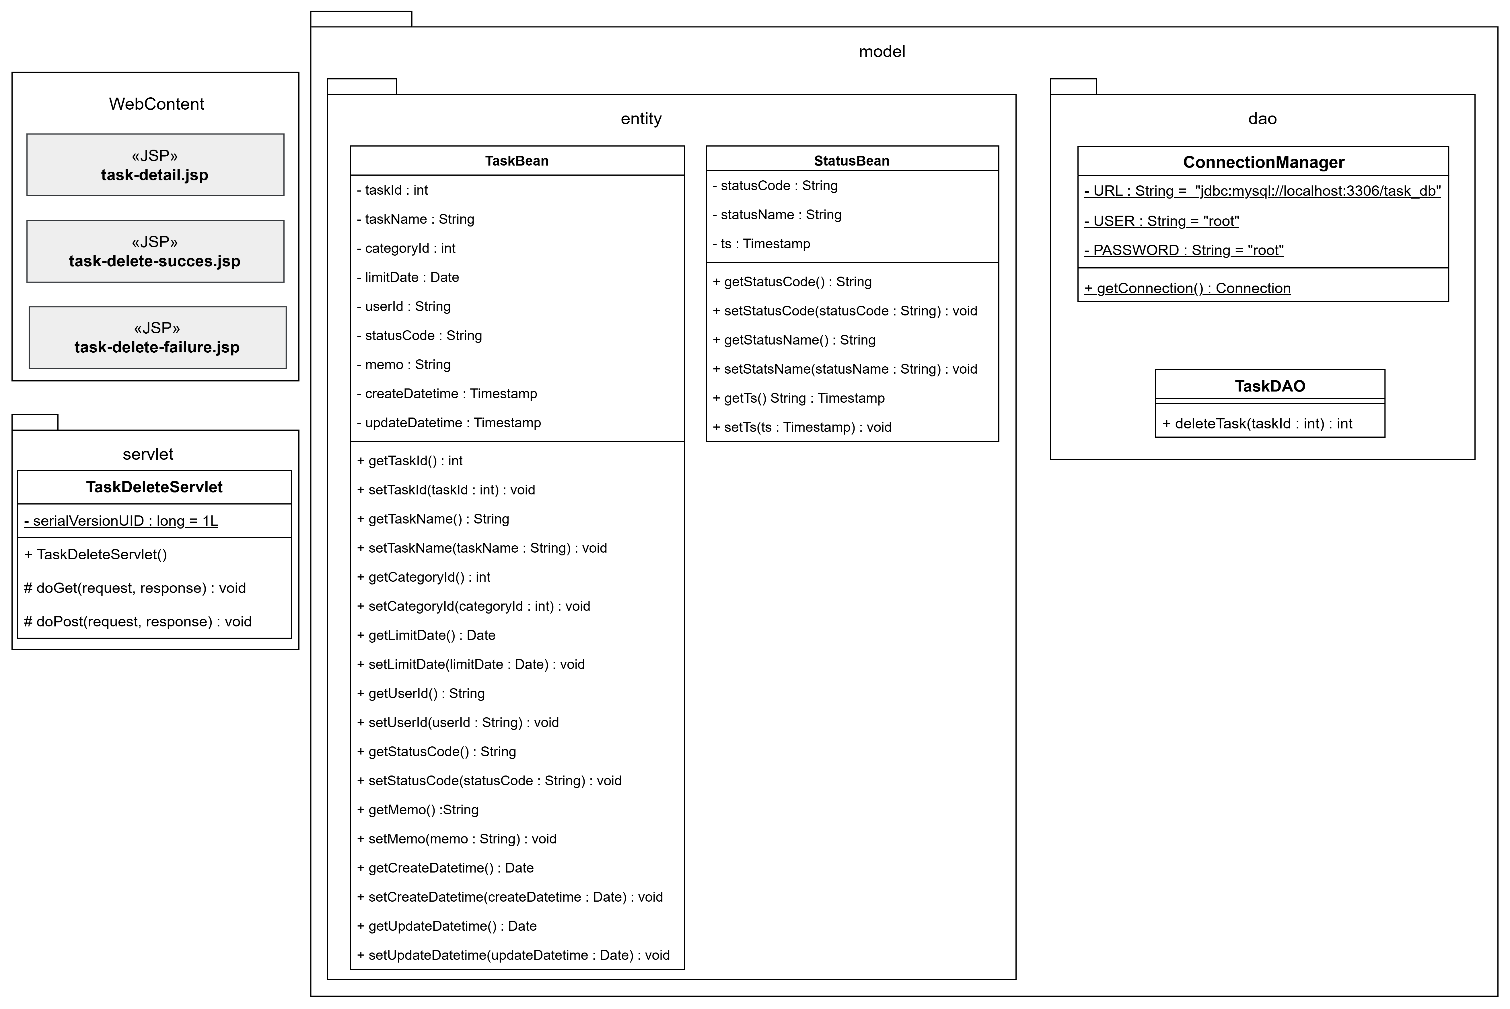 WebContent
«JSP»
task-detail.jsp
«JSP»
task-delete-succes.jsp
«JSP»
task-delete-failure.jsp
servlet
TaskDeleteServlet
- serialVersionUID : long = 1L
+ TaskDeleteServlet()
# doGet(request, response) : void
# doPost(request, response) : void
model
entity
TaskBean
- taskId : int
- taskName : String
- categoryId : int
- limitDate : Date
- userId : String
- statusCode : String
- memo : String
- createDatetime : Timestamp
- updateDatetime : Timestamp
+ getTaskId() : int
+ setTaskId(taskId : int) : void
+ getTaskName() : String
+ setTaskName(taskName : String) : void
+ getCategoryId() : int
+ setCategoryId(categoryId : int) : void
+ getLimitDate() : Date
+ setLimitDate(limitDate : Date) : void
+ getUserId() : String
+ setUserId(userId : String) : void
+ getStatusCode() : String
+ setStatusCode(statusCode : String) : void
+ getMemo() :String
+ setMemo(memo : String) : void
+ getCreateDatetime() : Date
+ setCreateDatetime(createDatetime : Date) : void
+ getUpdateDatetime() : Date
+ setUpdateDatetime(updateDatetime : Date) : void
StatusBean
- statusCode : String
- statusName : String
- ts : Timestamp
+ getStatusCode() : String
+ setStatusCode(statusCode : String) : void
+ getStatusName() : String
+ setStatsName(statusName : String) : void
+ getTs() String : Timestamp
+ setTs(ts : Timestamp) : void
dao
ConnectionManager
- URL : String = "jdbc:mysql://localhost:3306/task_db"
- USER : String = "root"
- PASSWORD : String = "root"
+ getConnection() : Connection
TaskDAO
+ deleteTask(taskId : int) : int